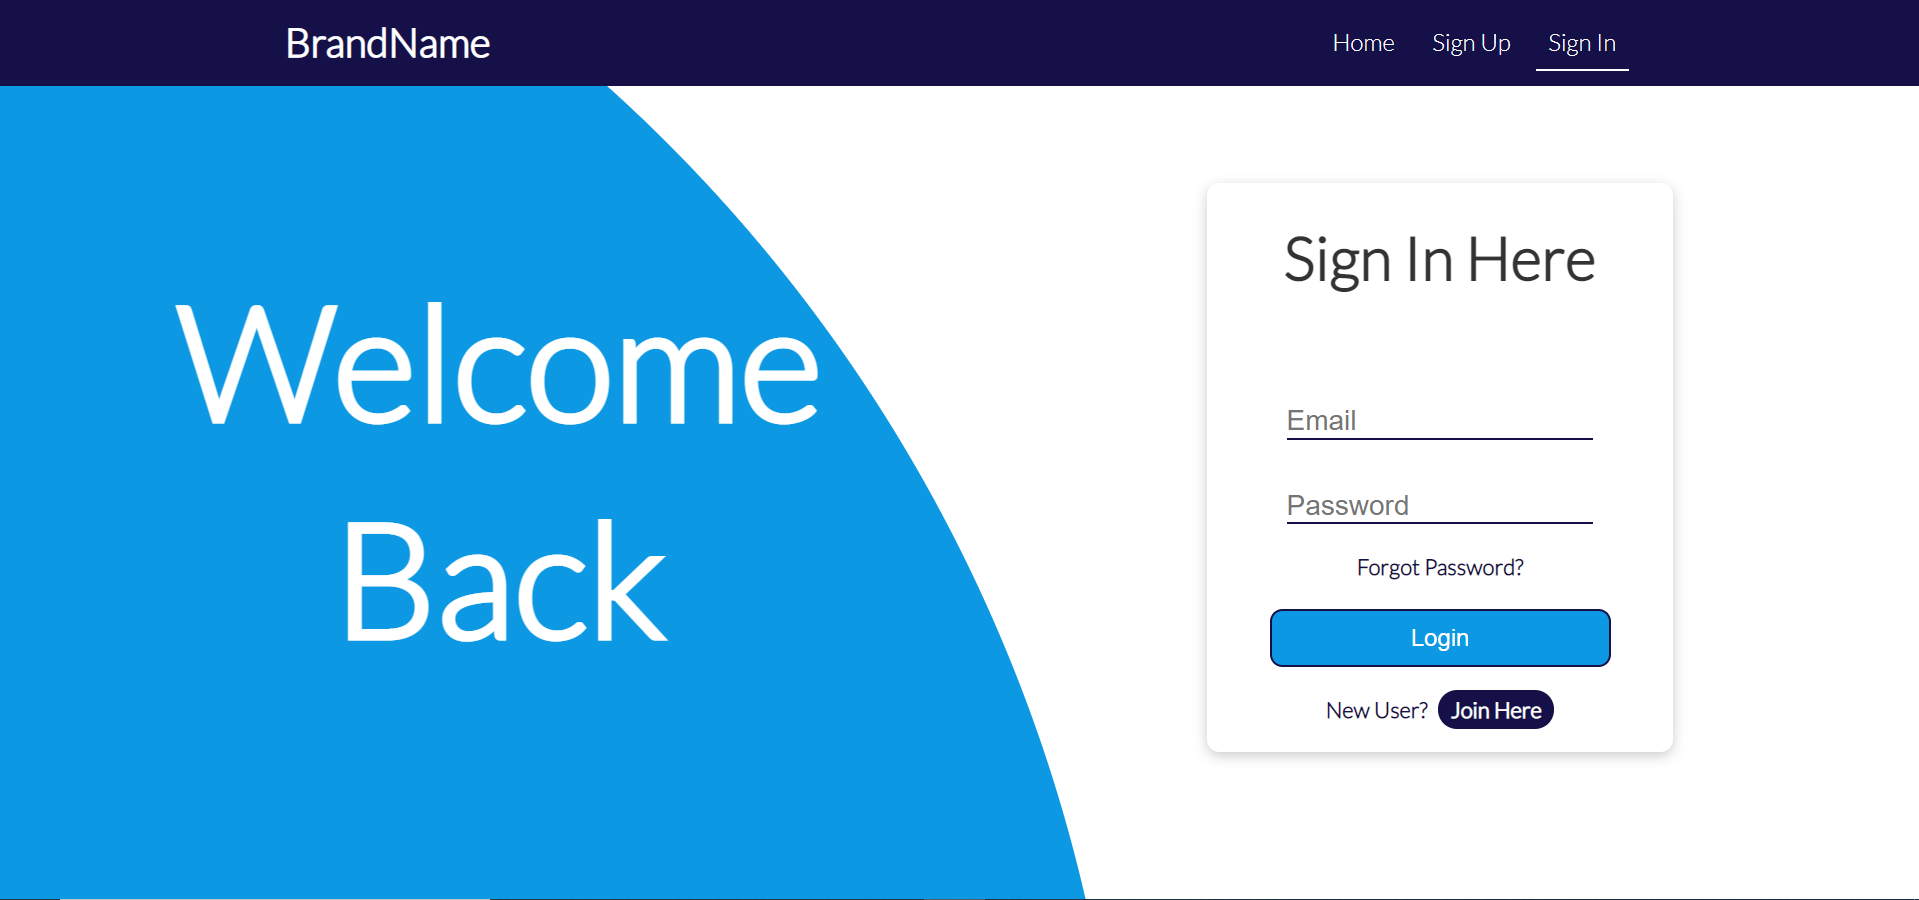 BrandName
Home Sign Up Sign In
Welcome
Back
Sign In Here
Email
Password
Forgot Password?
Login
New User? Join Here